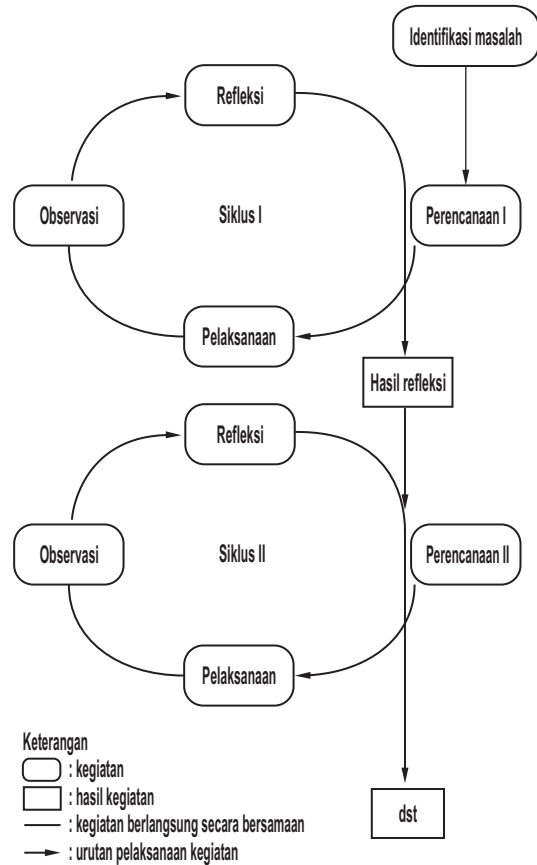 Identifikasi masalah
Refleksi
Observasi
Siklus I
Perencanaan I
Pelaksanaan
Hasil refleksi
Refleksi
Observasi
Siklus II
Perencanaan II
Pelaksanaan
Keterangan
: kegiatan
: hasil kegiatan
: kegiatan berlangsung secara bersamaan
: urutan pelaksanaan kegiatan
dst